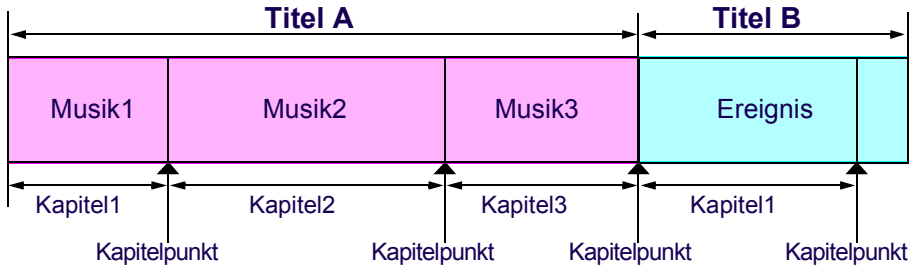 Titel A Titel B
Musik1 Musik2 Musik3 Ereignis
Kapitel1 Kapitel2 Kapitel3 Kapitel1
Kapitelpunkt Kapitelpunkt Kapitelpunkt Kapitelpunkt